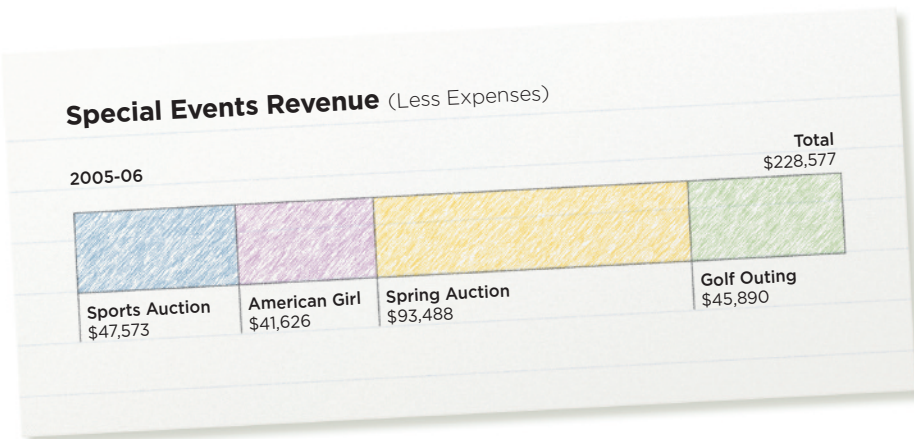 Special Events Revenue (Less Expenses)
2005-06
Total
$228,577
Sports Auction
$47,573
American Girl
$41,626
Spring Auction
$93,488
Golf Outing
$45,890